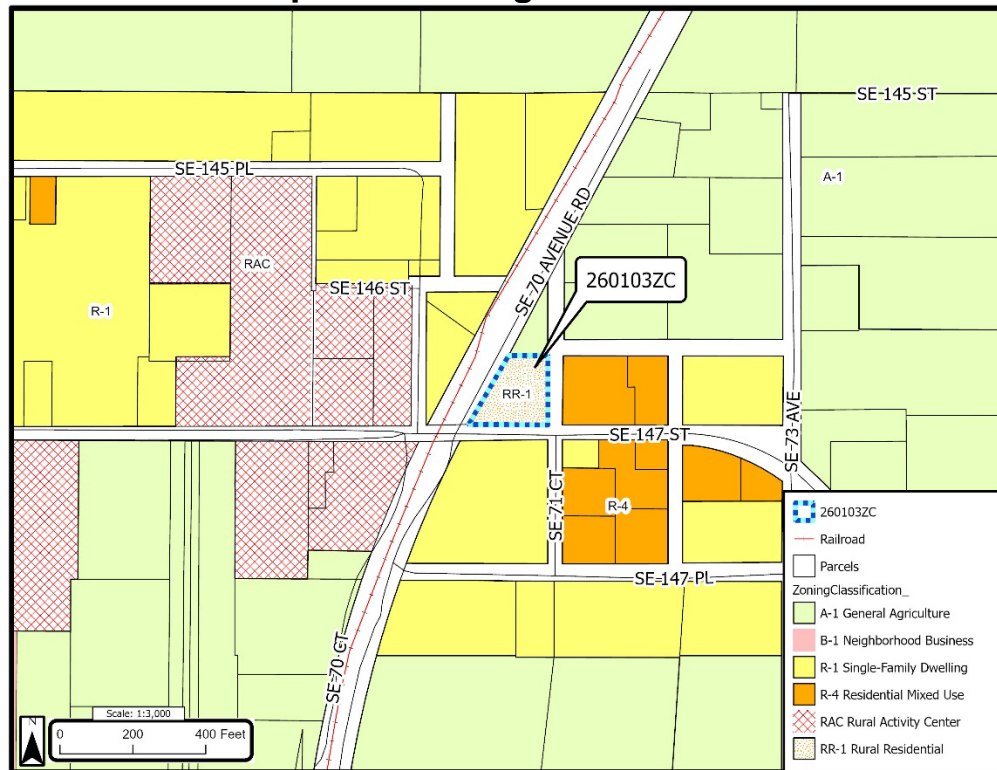 SE 145 ST
SE 145 PL
A-1
SE 70 AVENUE RD
RAC
260103ZC
SE 146 ST
R-1
RR-1
SE 147 ST
SE 73 AVE
SE 71 CT
R-4
SE 147 PL
SE 70 CT
260103ZC
Railroad
Parcels
ZoningClassification_
A-1 General Agriculture
B-1 Neighborhood Business
R-1 Single-Family Dwelling
R-4 Residential Mixed Use
RAC Rural Activity Center
RR-1 Rural Residential
N
Scale: 1:3,000
0 200 400 Feet